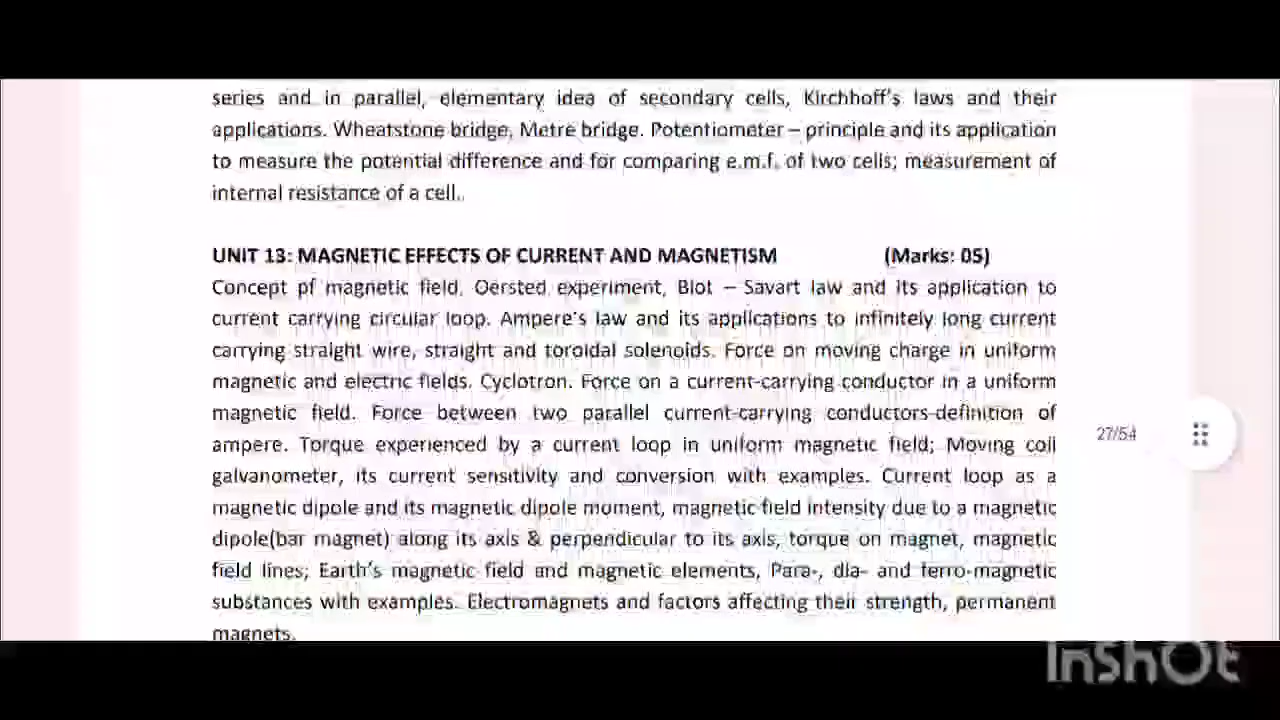 series and in parallel, elementary idea of secondary cells, Kirchhoff's laws and their
applications. Wheatstone bridge, Metre bridge. Potentiometer – principle and its application
to measure the potential difference and for comparing e.m.f. of two cells; measurement of
internal resistance of a cell..
UNIT 13: MAGNETIC EFFECTS OF CURRENT AND MAGNETISM (Marks: 05)
Concept pf magnetic field, Oersted experiment, Biot – Savart law and its application to
current carrying circular loop. Ampere's law and its applications to infinitely long current
carrying straight wire, straight and toroidal solenoids. Force on moving charge in uniform
magnetic and electric fields. Cyclotron. Force on a current-carrying conductor in a uniform
magnetic field. Force between two parallel current-carrying conductors-definition of
ampere. Torque experienced by a current loop in uniform magnetic field; Moving coil
galvanometer, its current sensitivity and conversion with examples. Current loop as a
magnetic dipole and its magnetic dipole moment, magnetic field intensity due to a magnetic
dipole(bar magnet) along its axis & perpendicular to its axis, torque on magnet, magnetic
field lines; Earth's magnetic field and magnetic elements, Para-, dia- and ferro-magnetic
substances with examples. Electromagnets and factors affecting their strength, permanent
magnets.
27/54
InShOt